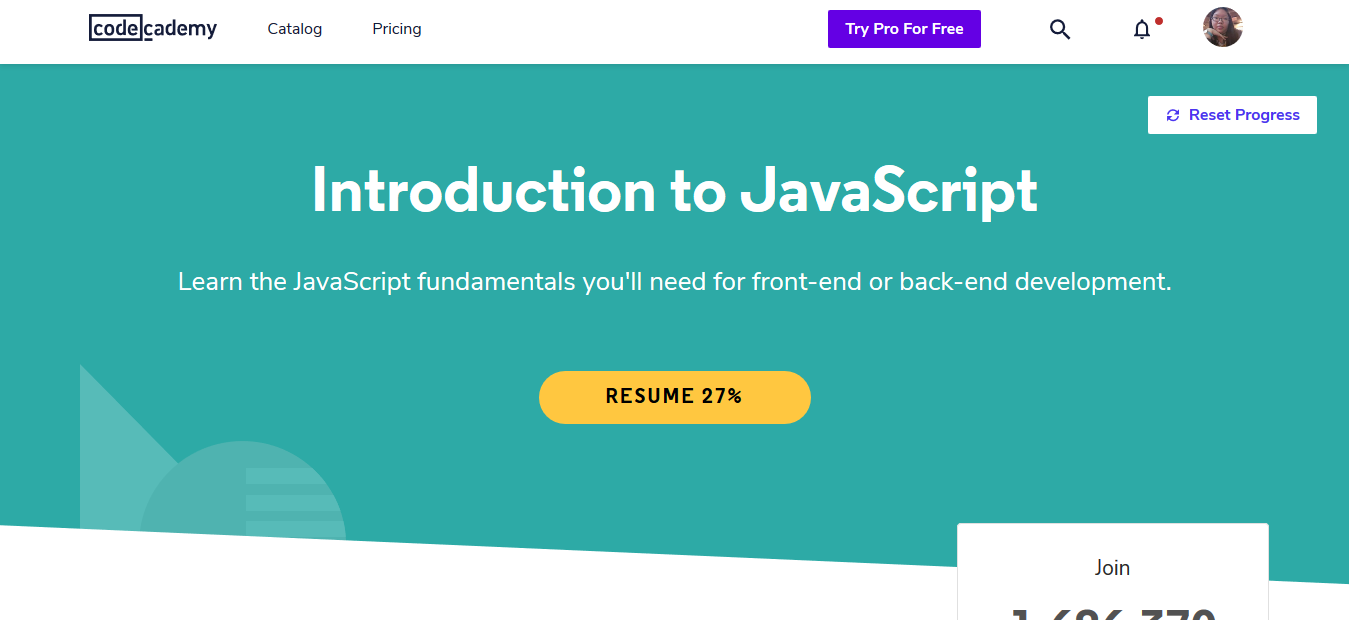 codecademy Catalog Pricing Try Pro For Free
Reset Progress
Introduction to JavaScript
Learn the JavaScript fundamentals you'll need for front-end or back-end development.
RESUME 27%
Join